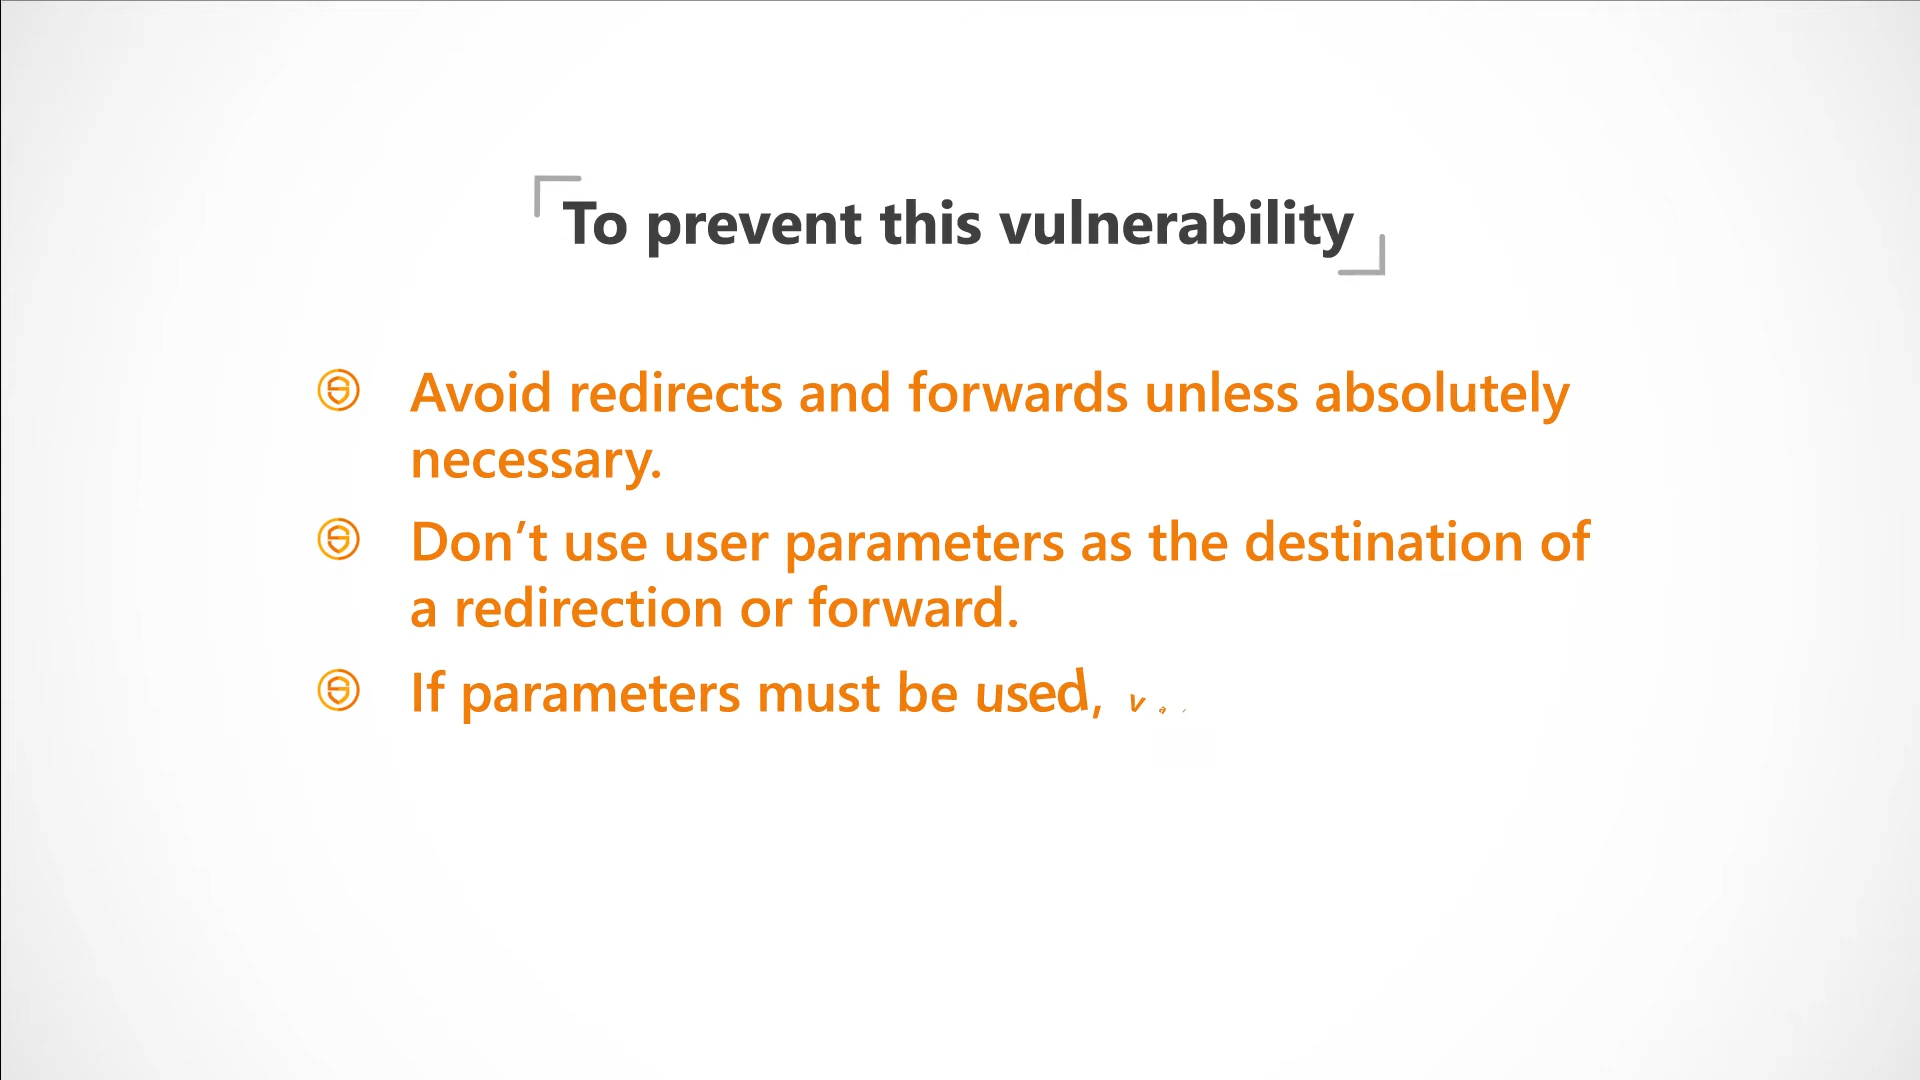 To prevent this vulnerability
Avoid redirects and forwards unless absolutely
necessary.
Don’t use user parameters as the destination of
a redirection or forward.
If parameters must be used, v